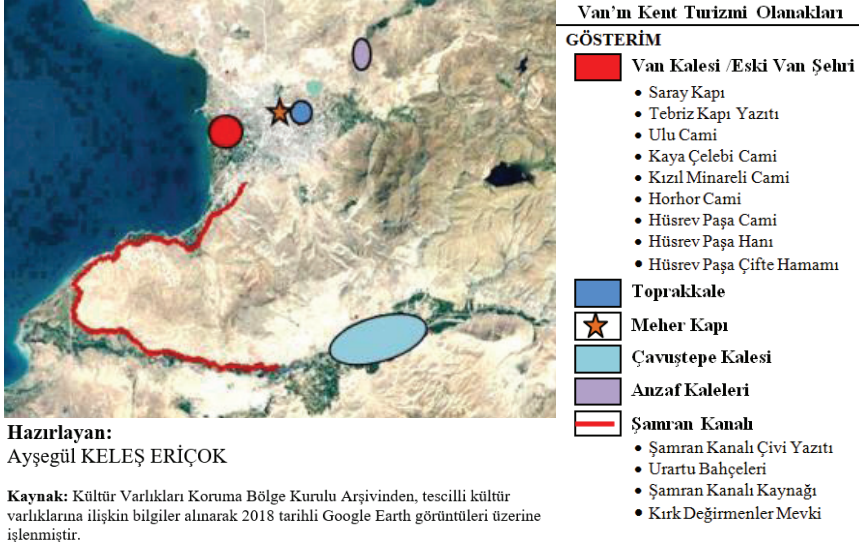 Van'ın Kent Turizmi Olanakları
GÖSTERİM
Van Kalesi /Eski Van Şehri
• Saray Kapı
• Tebriz Kapı Yazıtı
• Ulu Cami
• Kaya Çelebi Cami
• Kızıl Minareli Cami
• Horhor Cami
• Hüsrev Paşa Cami
• Hüsrev Paşa Hanı
• Hüsrev Paşa Çifte Hamamı
Toprakkale
Meher Kapı
Çavuştepe Kalesi
Anzaf Kaleleri
Şamran Kanalı
• Şamran Kanalı Çivi Yazıtı
• Urartu Bahçeleri
• Şamran Kanalı Kaynağı
• Kırk Değirmenler Mevki
Hazırlayan:
Ayşegül KELEŞ ERİÇOK
Kaynak: Kültür Varlıkları Koruma Bölge Kurulu Arşivinden, tescilli kültür
varlıklarına ilişkin bilgiler alınarak 2018 tarihli Google Earth görüntüleri üzerine
işlenmiştir.